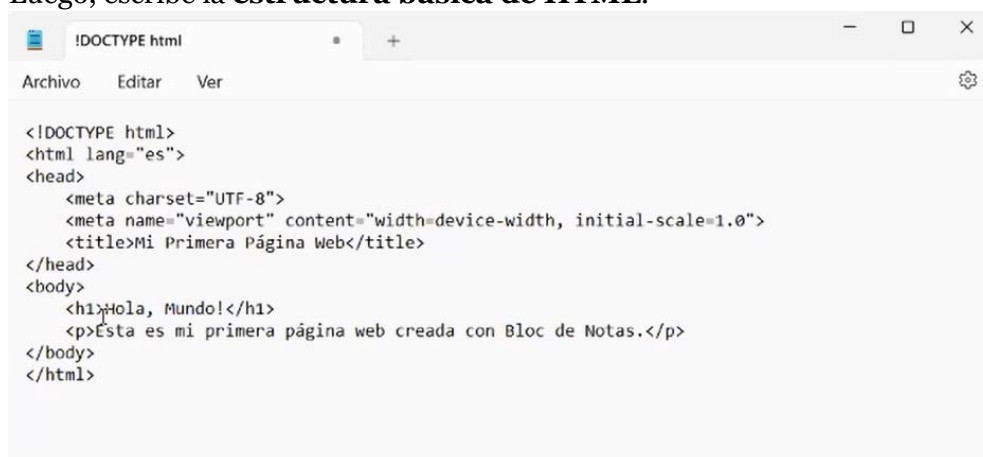 Luego, escribe la estructura básica de HTML:
!DOCTYPE html
Archivo Editar Ver
<!DOCTYPE html>
<html lang="es">
<head>
<meta charset="UTF-8">
<meta name="viewport" content="width=device-width, initial-scale=1.0">
<title>Mi Primera Página Web</title>
</head>
<body>
<h1>Hola, Mundo!</h1>
<p>Esta es mi primera página web creada con Bloc de Notas.</p>
</body>
</html>